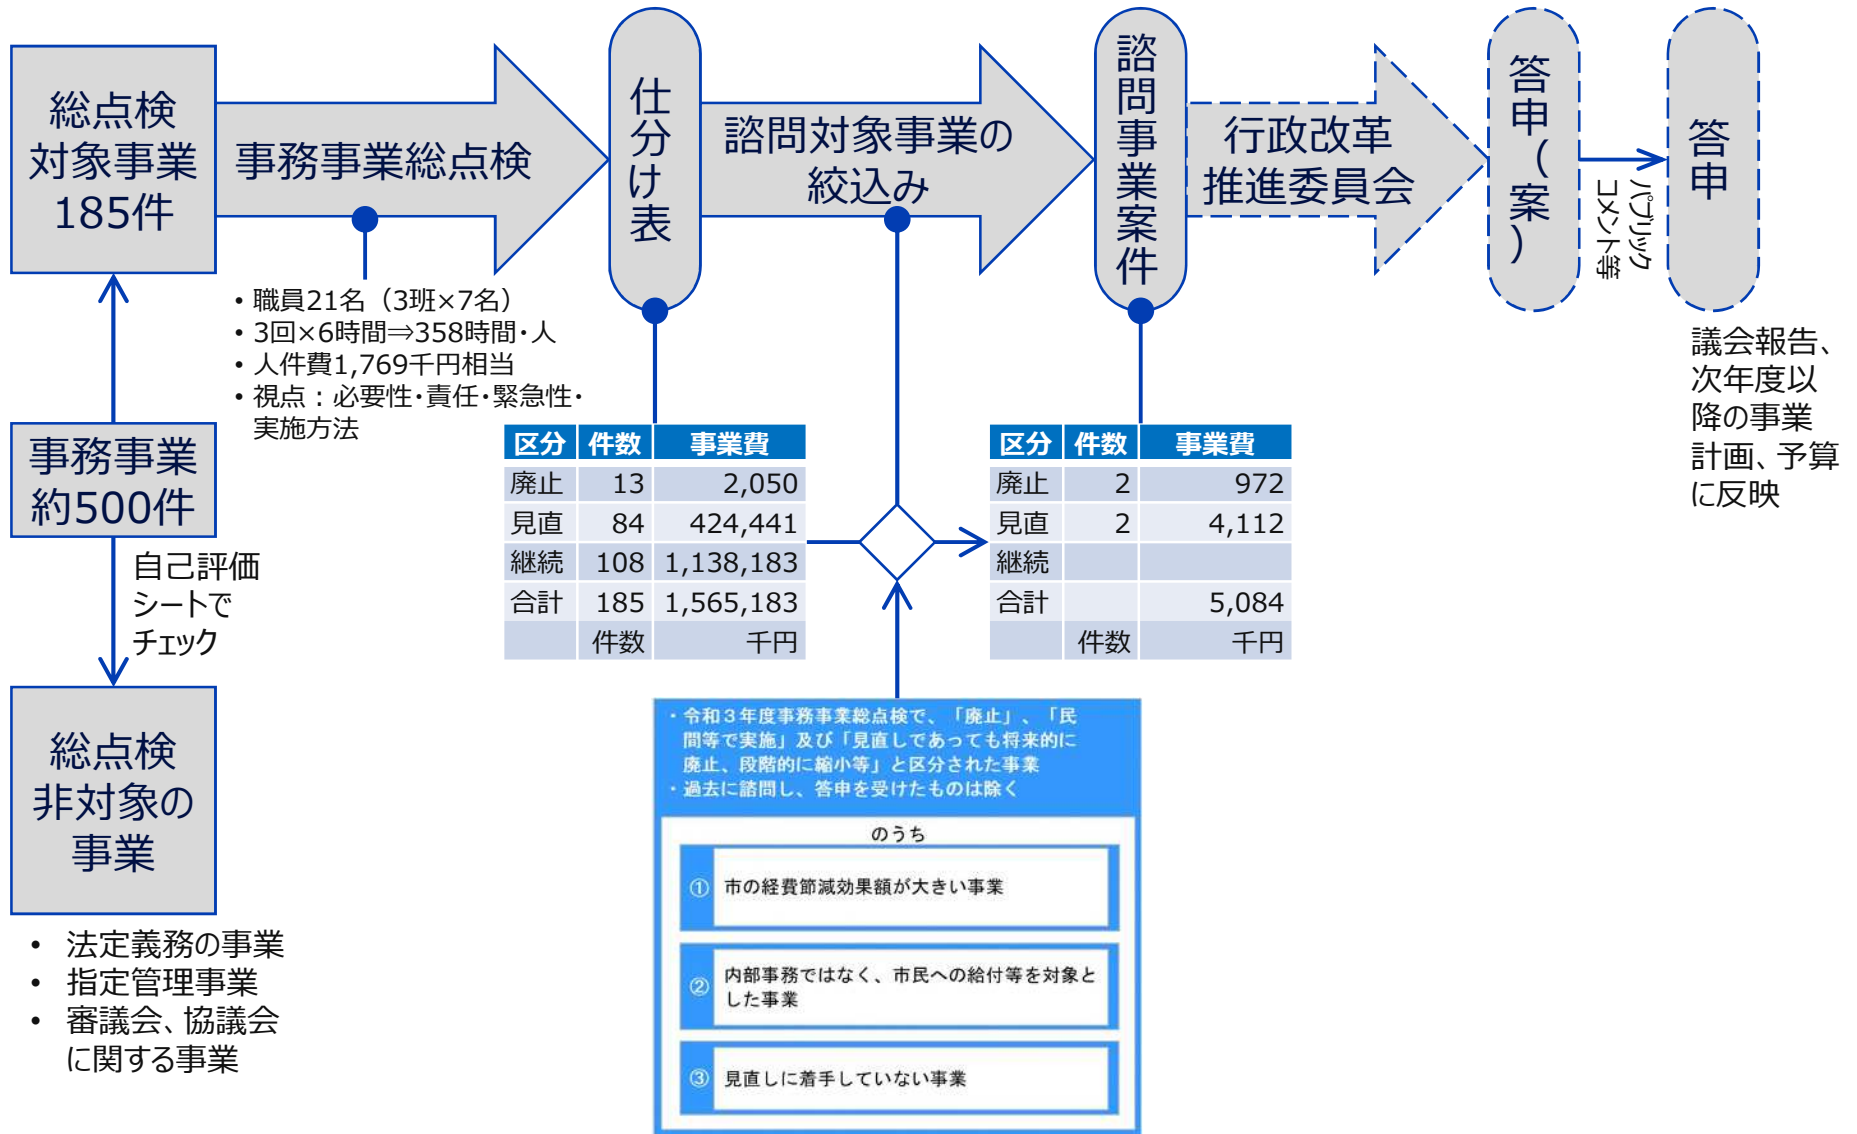 総点検
対象事業
185件
事務事業総点検
仕分け表
諮問対象事業の
絞込み
諮問事業案件
行政改革
推進委員会
答申(案)
パブリック
コメント等
答申
• 職員21名（3班×7名）
• 3回×6時間⇒358時間・人
• 人件費1,769千円相当
• 視点：必要性・責任・緊急性・
実施方法
議会報告、
次年度以
降の事業
計画、予算
に反映
事務事業
約500件
自己評価
シートで
チェック
総点検
非対象の
事業
• 法定義務の事業
• 指定管理事業
• 審議会、協議会
に関する事業
区分 件数 事業費
廃止 13 2,050
見直 84 424,441
継続 108 1,138,183
合計 185 1,565,183
件数 千円
区分 件数 事業費
廃止 2 972
見直 2 4,112
継続
合計 5,084
件数 千円
・令和３年度事務事業総点検で、「廃止」、「民
間等で実施」及び「見直しであっても将来的に
廃止、段階的に縮小等」と区分された事業
・過去に諮問し、答申を受けたものは除く
のうち
① 市の経費節減効果額が大きい事業
② 内部事務ではなく、市民への給付等を対象と
した事業
③ 見直しに着手していない事業